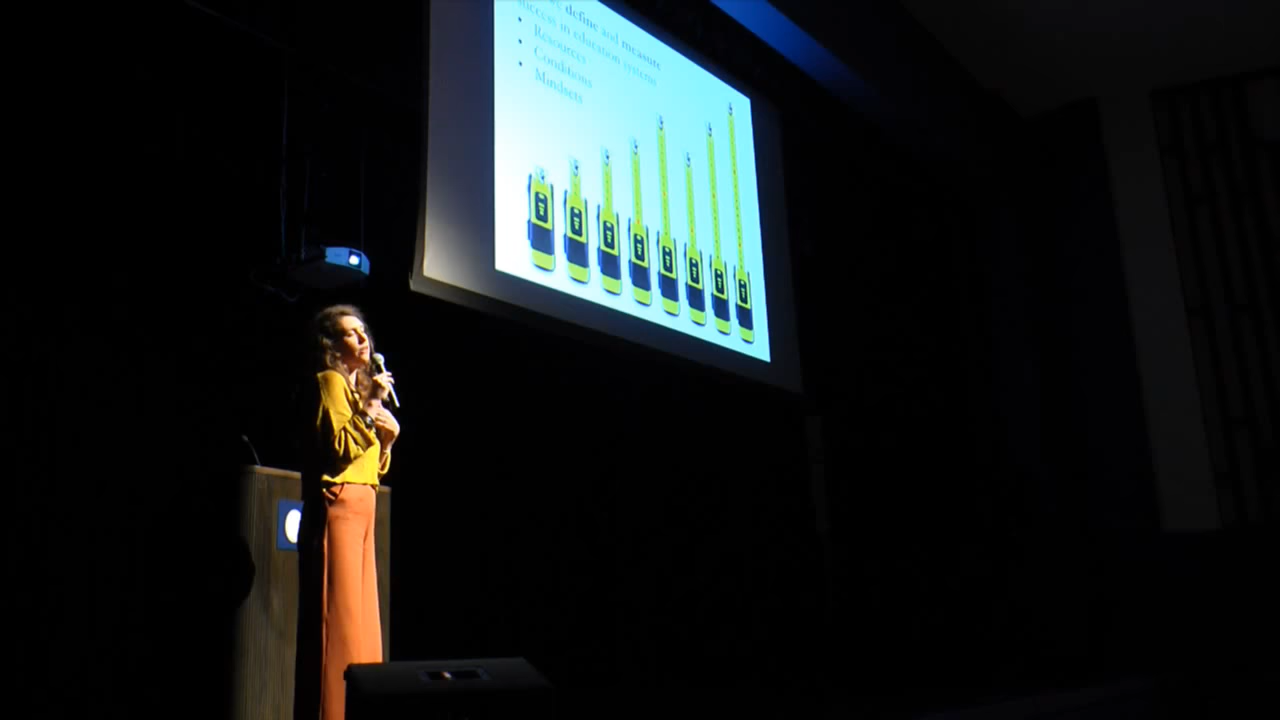 define and measure
success in education systems
• Resources
• Conditions
• Mindsets